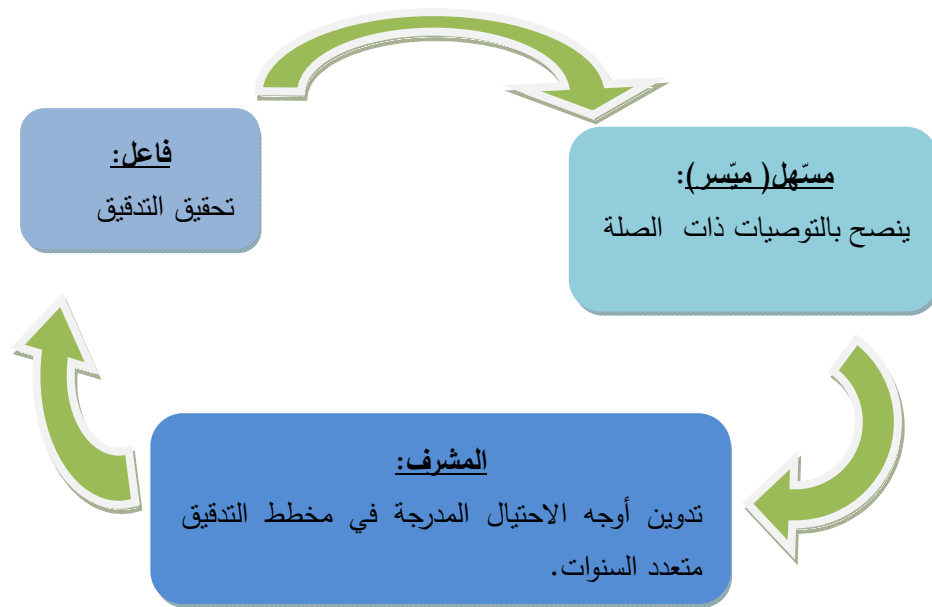 فاعل:
تحقيق التدقيق
مسّهل( ميّسر):
ينصح بالتوصيات ذات الصلة
المشرف:
تدوين أوجه الاحتيال المدرجة في مخطط التدقيق
متعدد السنوات.